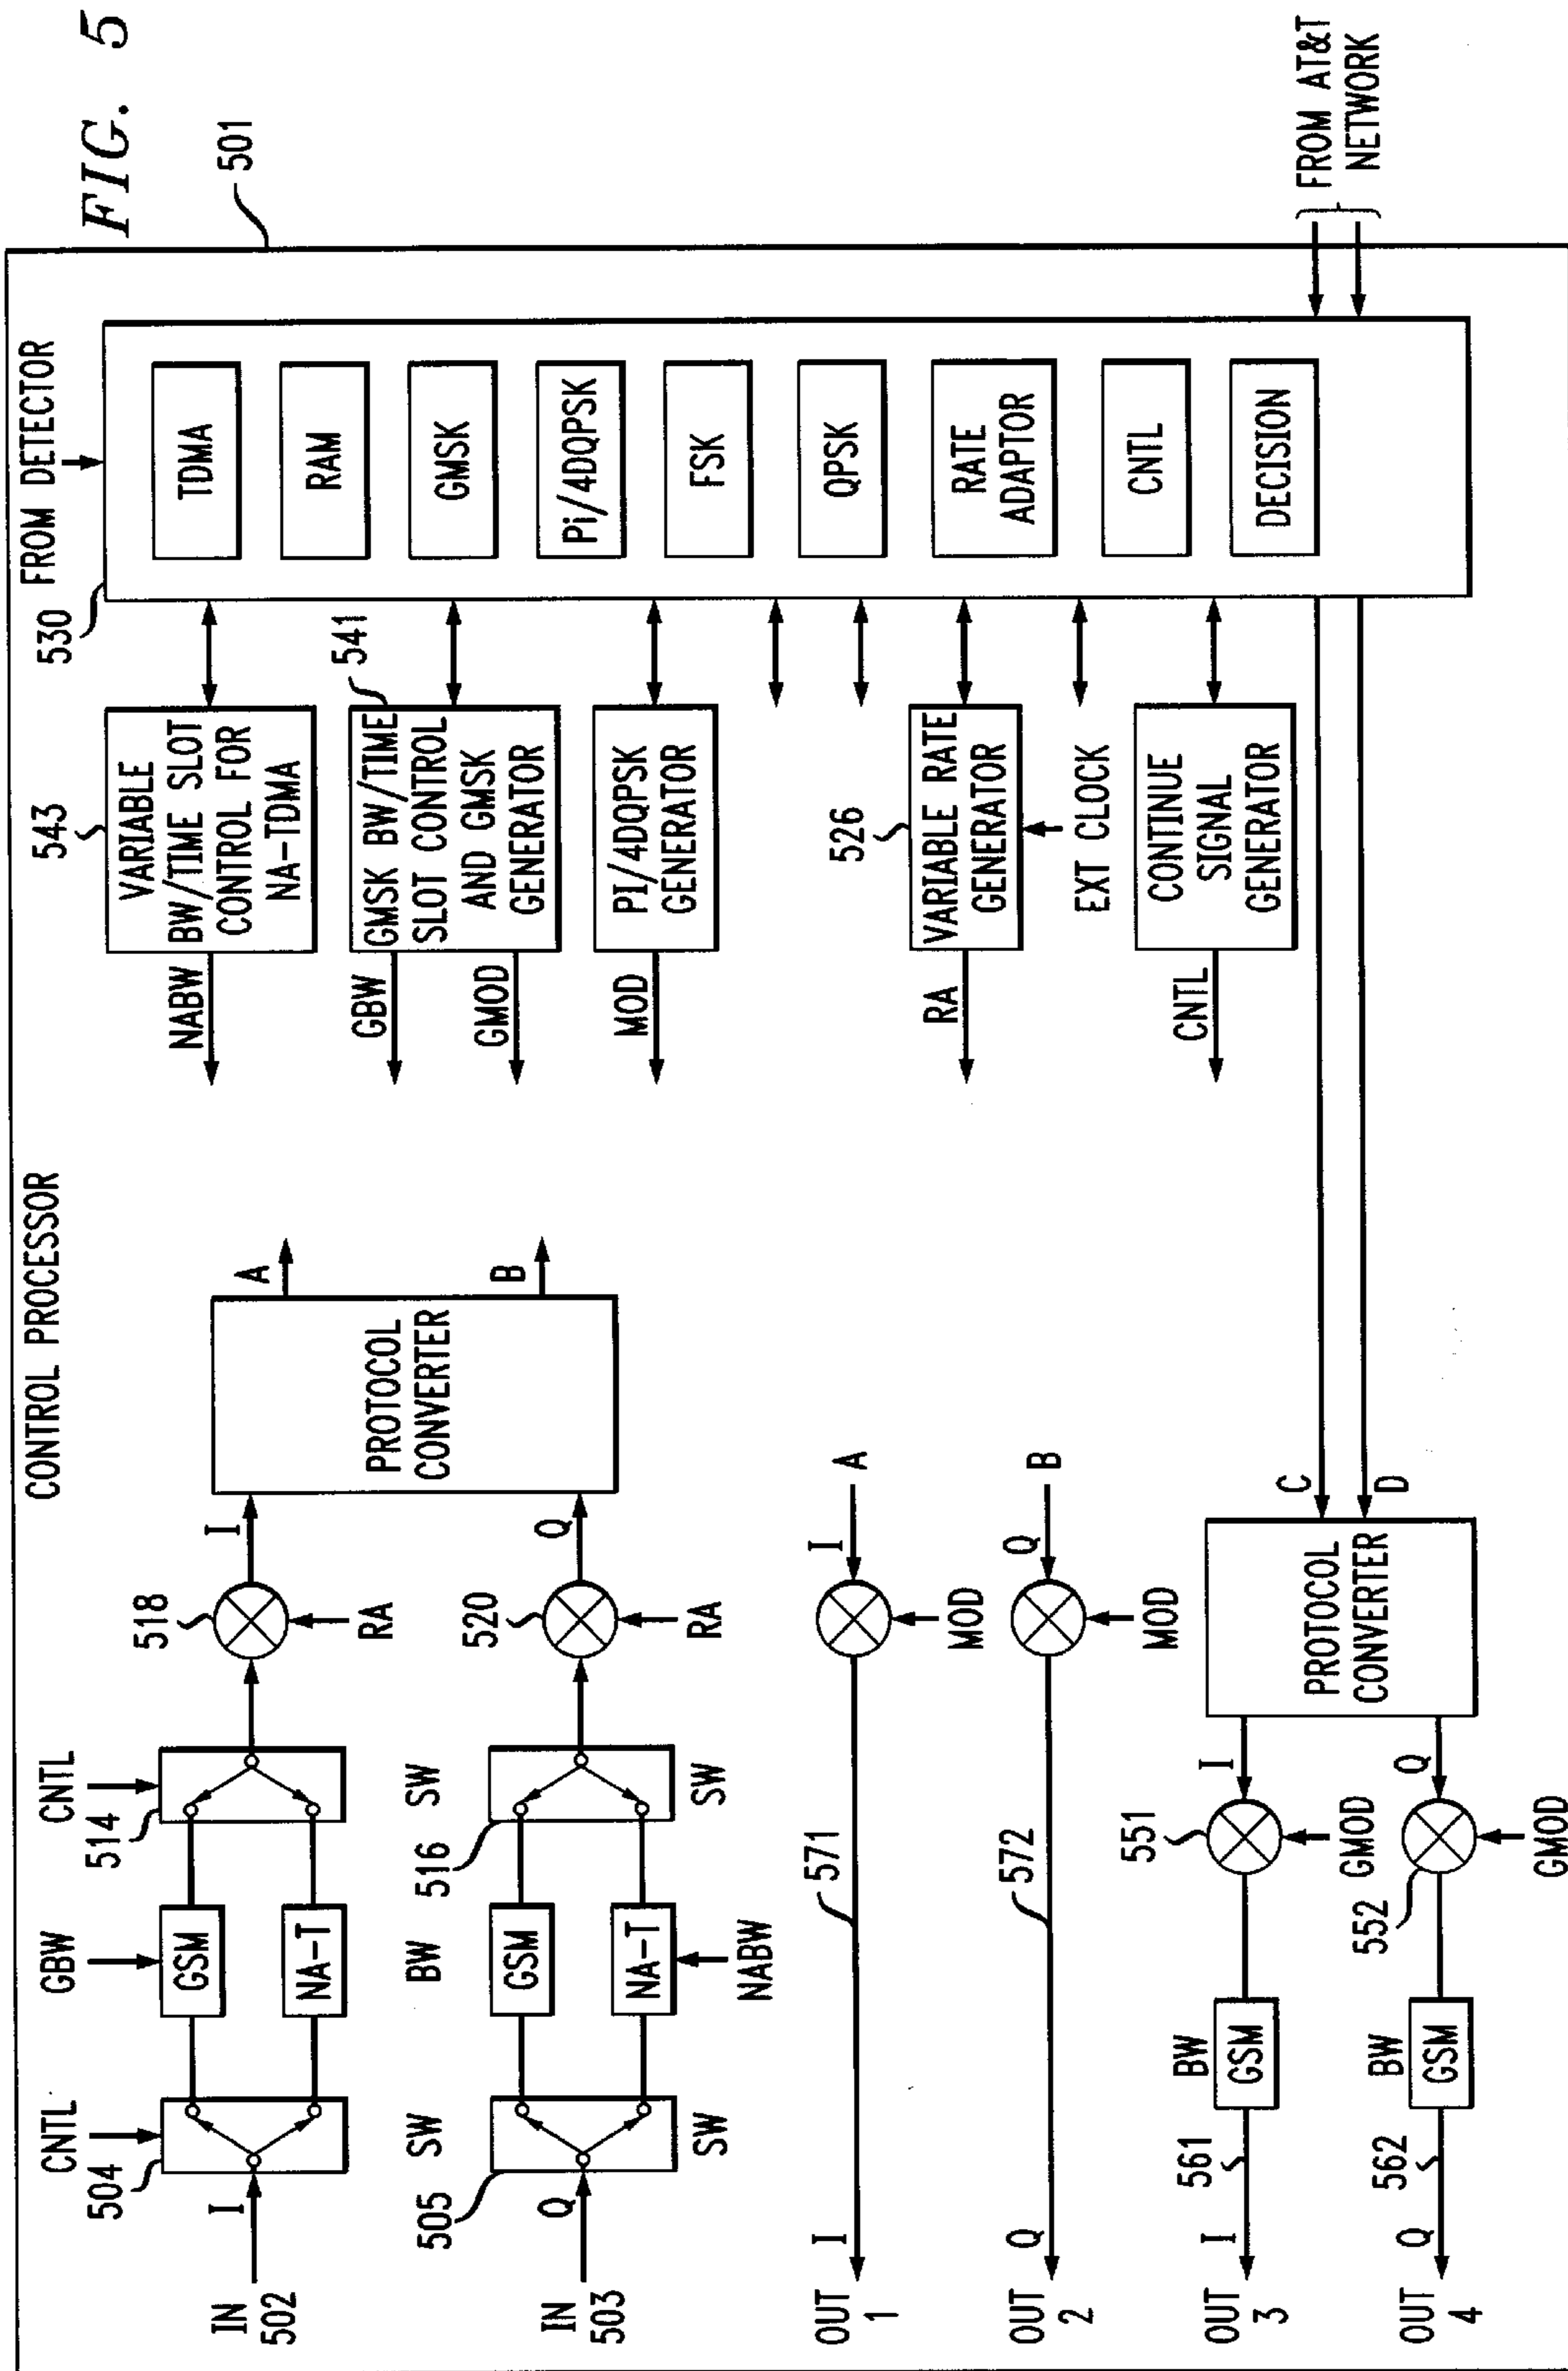 FIG. 5
501
CONTROL PROCESSOR
FROM DETECTOR
530
TDMA
RAM
GMSK
Pi/4DQPSK
FSK
QPSK
RATE
ADAPTOR
CNTL
DECISION
FROM AT&T
NETWORK
543
VARIABLE
BW/TIME SLOT
CONTROL FOR
NA-TDMA
NABW
541
GMSK BW/TIME
SLOT CONTROL
AND GMSK
GENERATOR
GBW
GMOD
PI/4DQPSK
GENERATOR
MOD
526
VARIABLE RATE
GENERATOR
RA
EXT CLOCK
CONTINUE
SIGNAL
GENERATOR
CNTL
IN
502
I
504
CNTL
GBW
GSM
NA-T
CNTL
514
518
RA
I
PROTOCOL
CONVERTER
A
B
IN
503
Q
505
SW
SW
BW
GSM
NA-T
NABW
516
SW
SW
520
RA
Q
OUT
1
I
571
MOD
I
A
OUT
2
Q
572
MOD
Q
B
OUT
3
I
561
BW
GSM
551
GMOD
I
PROTOCOL
CONVERTER
C
D
OUT
4
Q
562
BW
GSM
552
GMOD
Q